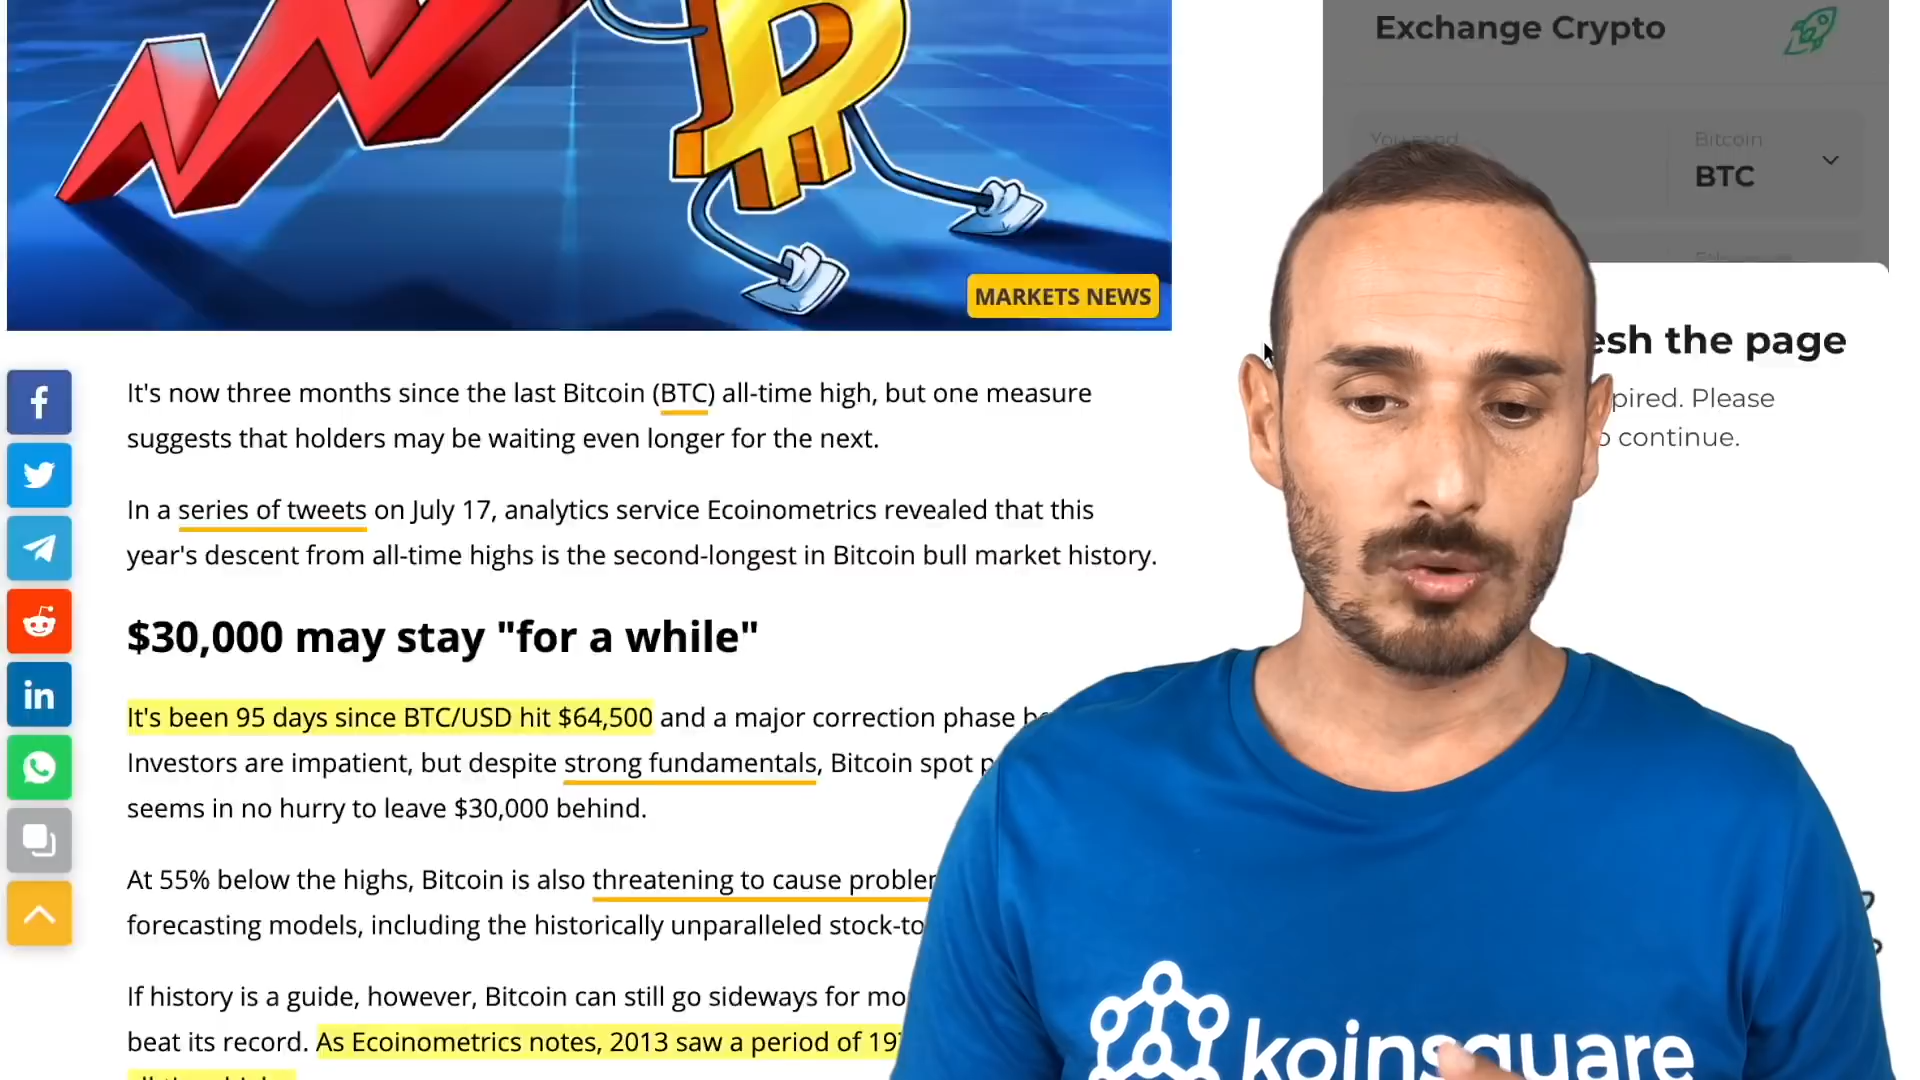 Exchange Crypto
You send
Bitcoin
BTC
MARKETS NEWS
esh the page
pired. Please
continue.
It's now three months since the last Bitcoin (BTC) all-time high, but one measure
suggests that holders may be waiting even longer for the next.
In a series of tweets on July 17, analytics service Ecoinometrics revealed that this
year's descent from all-time highs is the second-longest in Bitcoin bull market history.
$30,000 may stay "for a while"
It's been 95 days since BTC/USD hit $64,500 and a major correction phase
Investors are impatient, but despite strong fundamentals, Bitcoin spot p
seems in no hurry to leave $30,000 behind.
At 55% below the highs, Bitcoin is also threatening to cause
forecasting models, including the historically unparalleled stock-to
If history is a guide, however, Bitcoin can still go sideways for mo
beat its record. As Ecoinometrics notes, 2013 saw a period of 19
koinsquare